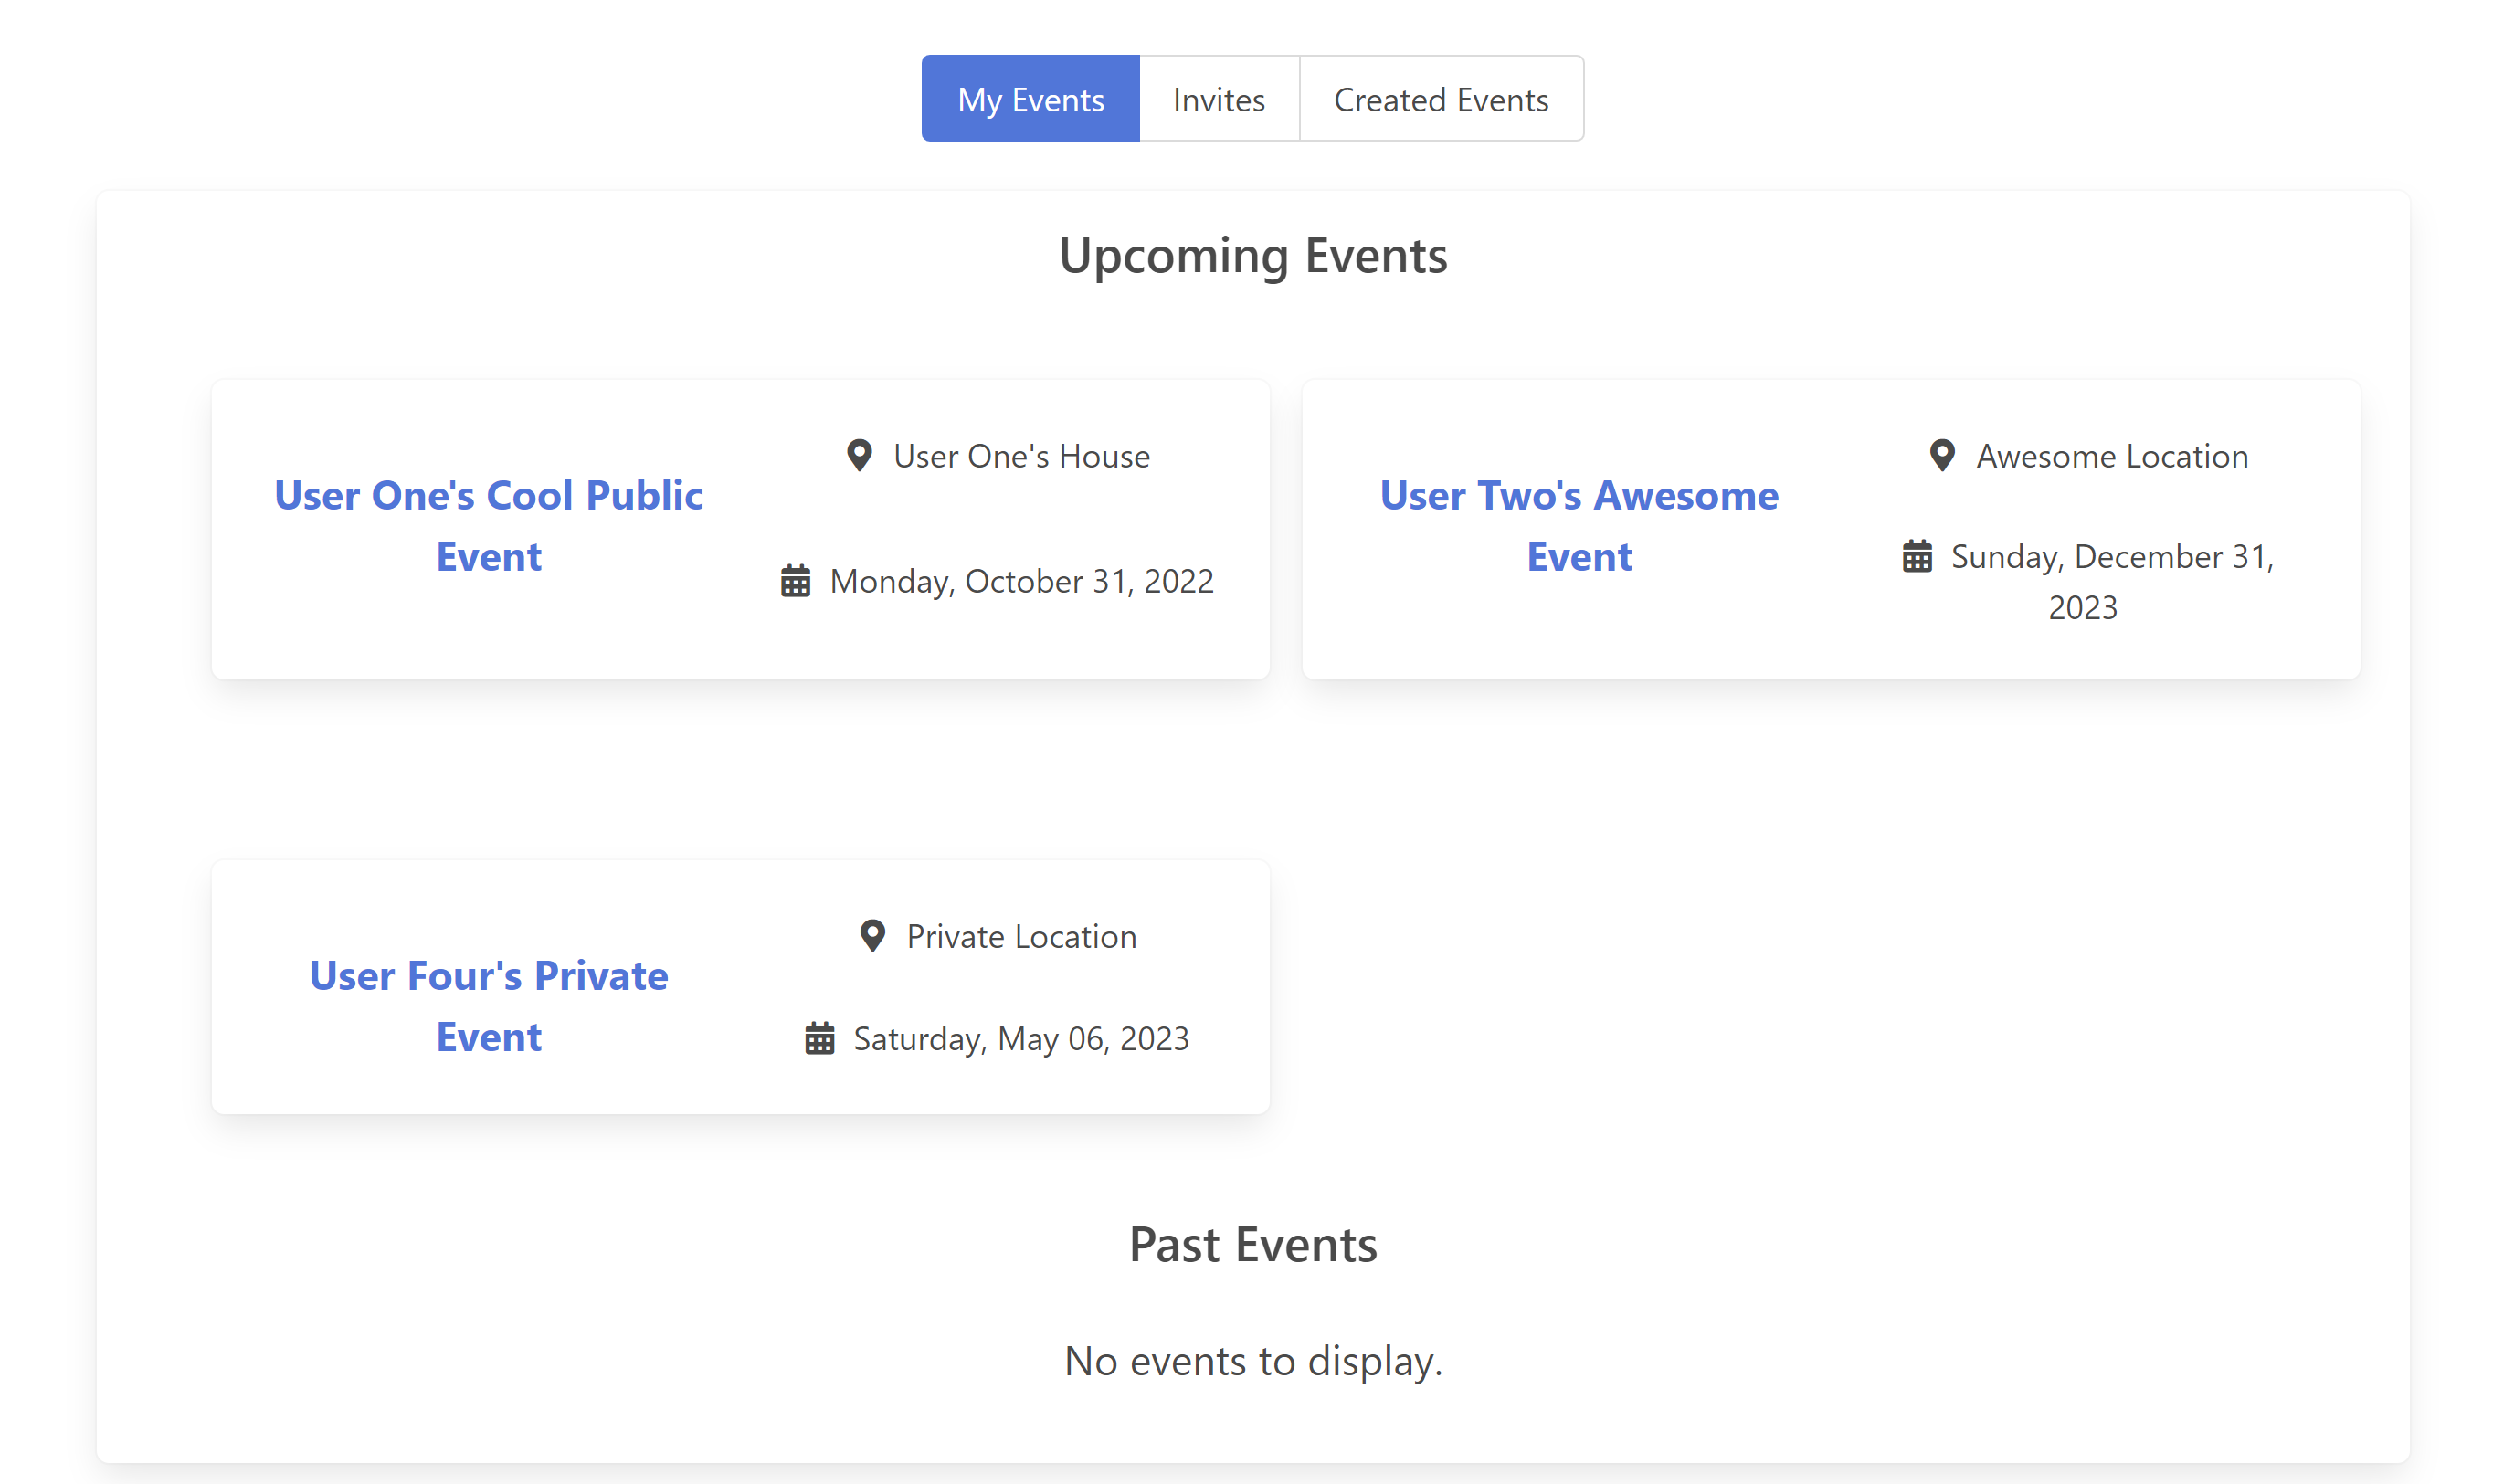 My Events
Invites
Created Events
Upcoming Events
User One's Cool Public
Event
User One's House
Monday, October 31, 2022
User Two's Awesome
Event
Awesome Location
Sunday, December 31,
2023
User Four's Private
Event
Private Location
Saturday, May 06, 2023
Past Events
No events to display.